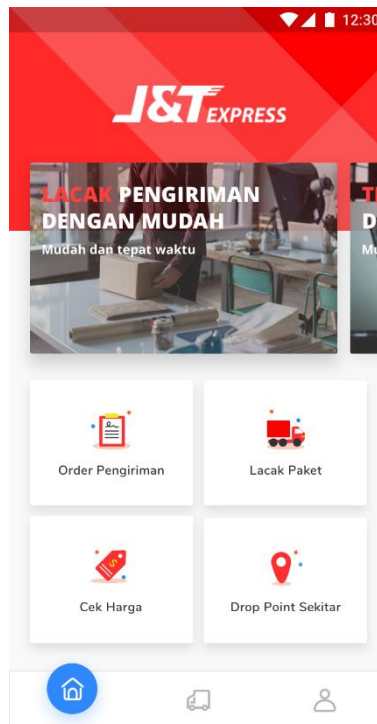 12:30
J&T EXPRESS
LACAK PENGIRIMAN
DENGAN MUDAH
Mudah dan tepat waktu
Order Pengiriman
Lacak Paket
Cek Harga
Drop Point Sekitar